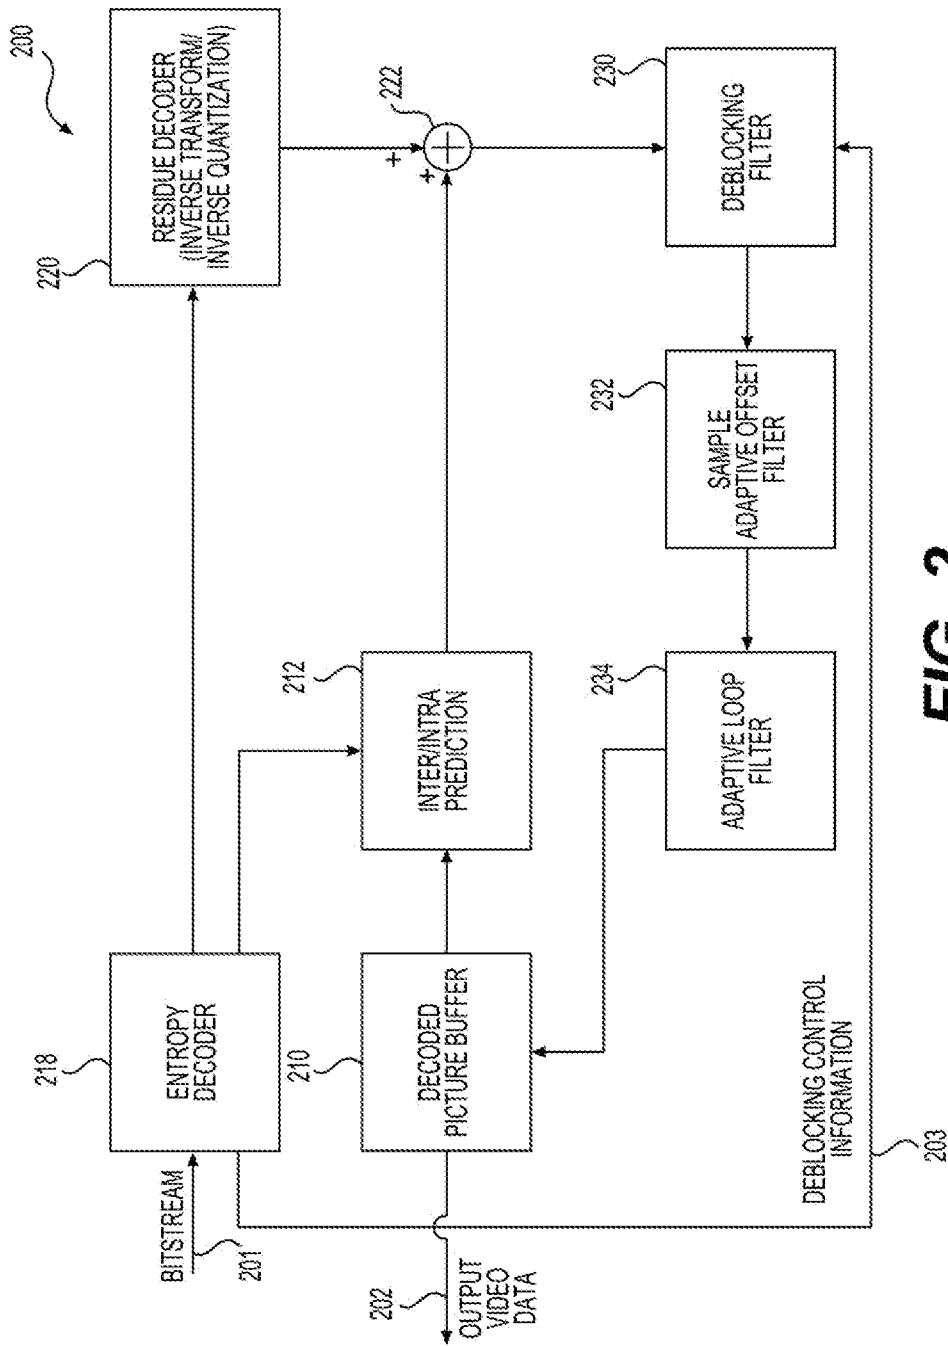 200
220
RESIDUE DECODER
(INVERSE TRANSFORM/
INVERSE QUANTIZATION)
218
ENTROPY
DECODER
BITSTREAM
201
222
+
+
212
INTER/INTRA
PREDICTION
210
DECODED
PICTURE BUFFER
202
OUTPUT
VIDEO
DATA
230
DEBLOCKING
FILTER
232
SAMPLE
ADAPTIVE OFFSET
FILTER
234
ADAPTIVE LOOP
FILTER
DEBLOCKING CONTROL
INFORMATION
203
FIG. 2